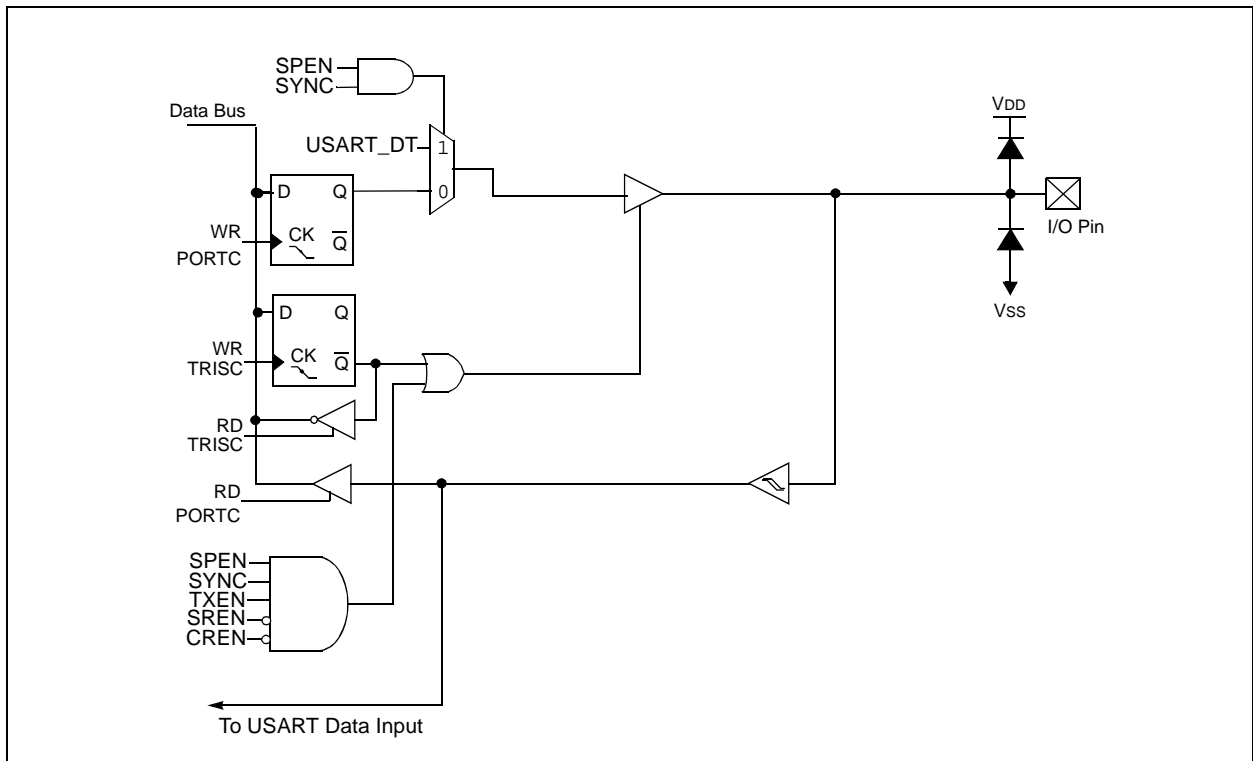 SPEN
SYNC
Data Bus
USART_DT
1
0
D
Q
CK
Q̅
WR
PORTC
VDD
I/O Pin
VSS
D
Q
CK
Q̅
WR
TRISC
RD
TRISC
RD
PORTC
SPEN
SYNC
TXEN
SREN
CREN
To USART Data Input